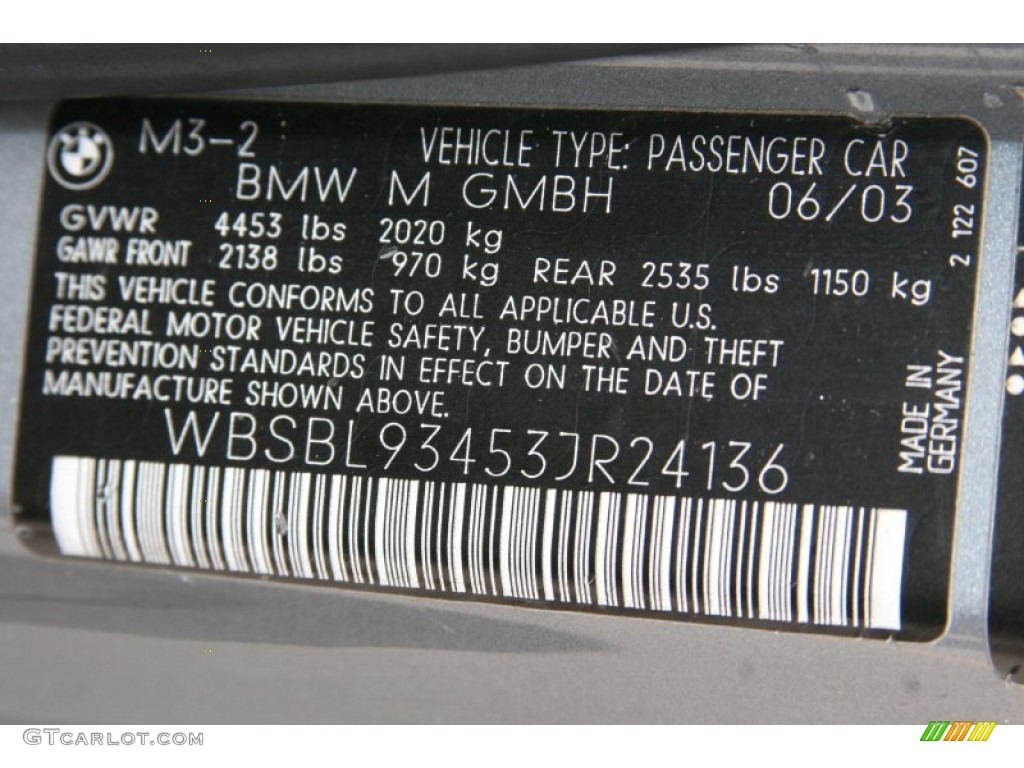 M3-2 VEHICLE TYPE: PASSENGER CAR
BMW M GMBH 06/03
GVWR 4453 lbs 2020 kg
GAWR FRONT 2138 lbs 970 kg REAR 2535 lbs 1150 kg
THIS VEHICLE CONFORMS TO ALL APPLICABLE U.S.
FEDERAL MOTOR VEHICLE SAFETY, BUMPER AND THEFT
PREVENTION STANDARDS IN EFFECT ON THE DATE OF
MANUFACTURE SHOWN ABOVE.
WBSBL93453JR24136
2 122 607
MADE IN
GERMANY
GTCarLot.com